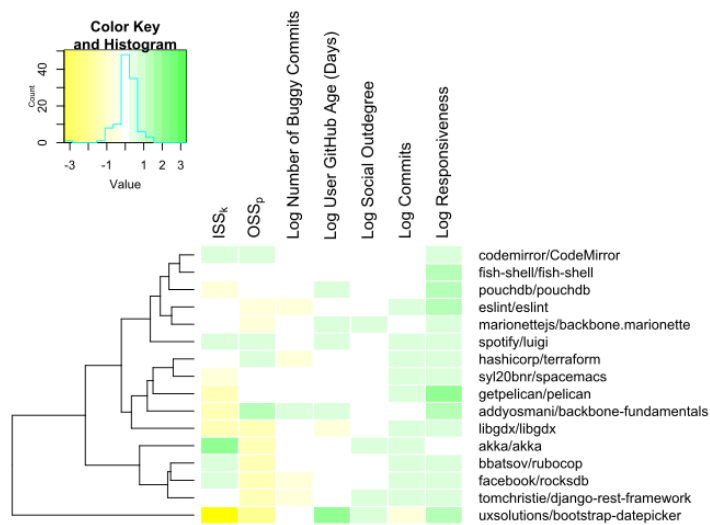 Color Key
and Histogram
Count
0
20
40
-3
-1
1
2
3
Value
ISSk
OSSp
Log Number of Buggy Commits
Log User GitHub Age (Days)
Log Social Outdegree
Log Commits
Log Responsiveness
codemirror/CodeMirror
fish-shell/fish-shell
pouchdb/pouchdb
eslint/eslint
marionettejs/backbone.marionette
spotify/luigi
hashicorp/terraform
syl20bnr/spacemacs
getpelican/pelican
addyosmani/backbone-fundamentals
libgdx/libgdx
akka/akka
bbatsov/rubocop
facebook/rocksdb
tomchristie/django-rest-framework
uxsolutions/bootstrap-datepicker